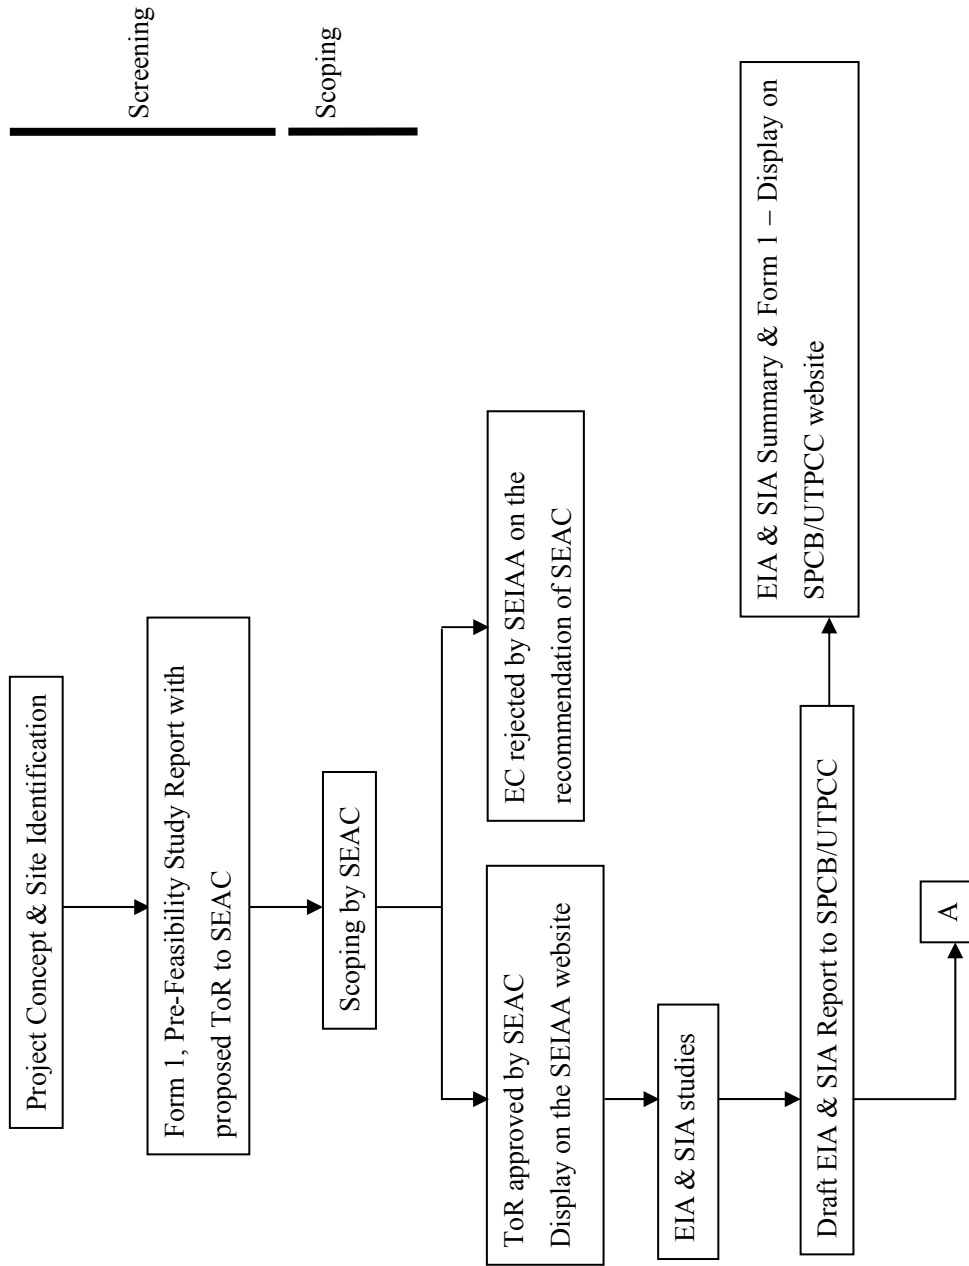 Project Concept & Site Identification
Screening
Form 1, Pre-Feasibility Study Report with
proposed ToR to SEAC
Scoping by SEAC
Scoping
ToR approved by SEAC
Display on the SEIAA website
EC rejected by SEIAA on the
recommendation of SEAC
EIA & SIA studies
Draft EIA & SIA Report to SPCB/UTPCC
EIA & SIA Summary & Form 1 – Display on
SPCB/UTPCC website
A